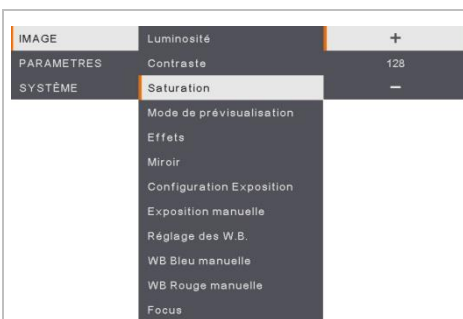 IMAGE
PARAMETRES
SYSTÊME
Luminosité
Contraste
Saturation
Mode de prévisualisation
Effets
Miroir
Configuration Exposition
Exposition manuelle
Réglage des W.B.
WB Bleu manuelle
WB Rouge manuelle
Focus
+
128
−